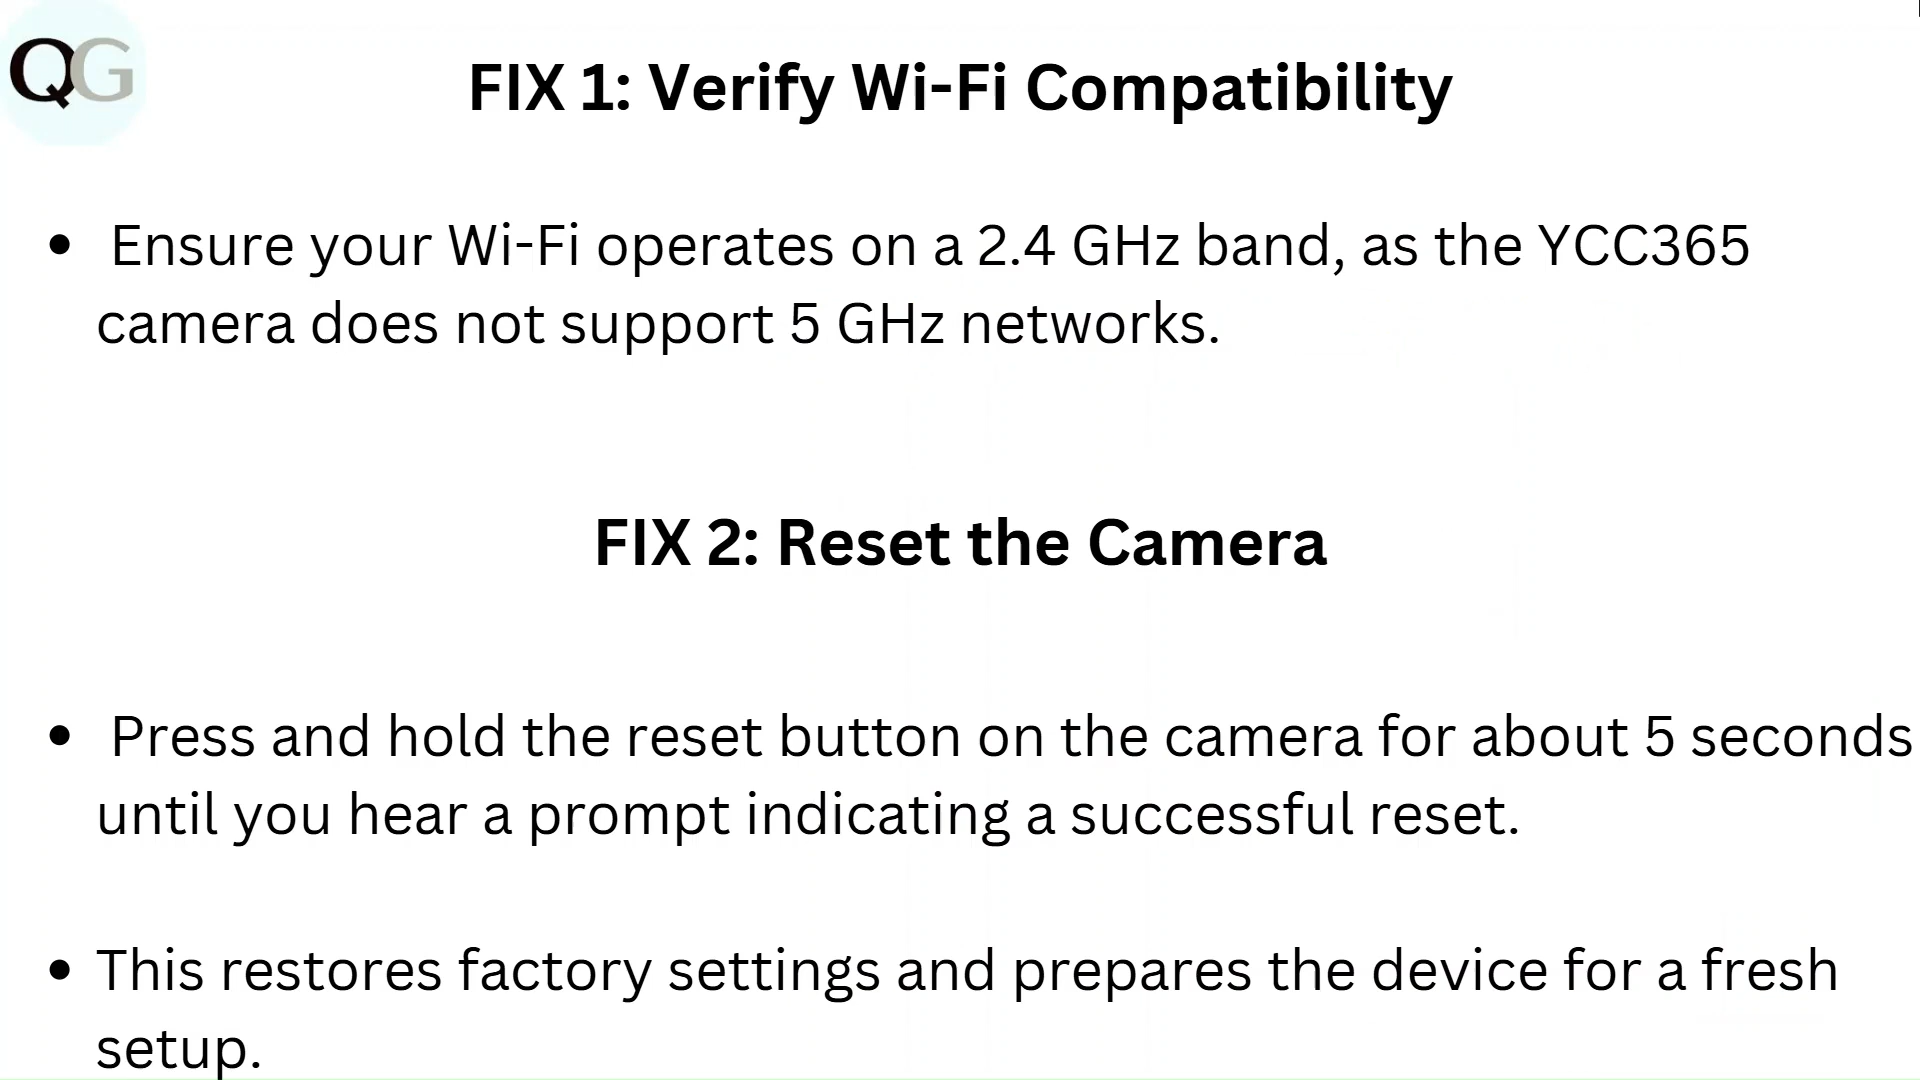 QG
FIX 1: Verify Wi-Fi Compatibility
• Ensure your Wi-Fi operates on a 2.4 GHz band, as the YCC365
camera does not support 5 GHz networks.
FIX 2: Reset the Camera
• Press and hold the reset button on the camera for about 5 seconds
until you hear a prompt indicating a successful reset.
• This restores factory settings and prepares the device for a fresh
setup.